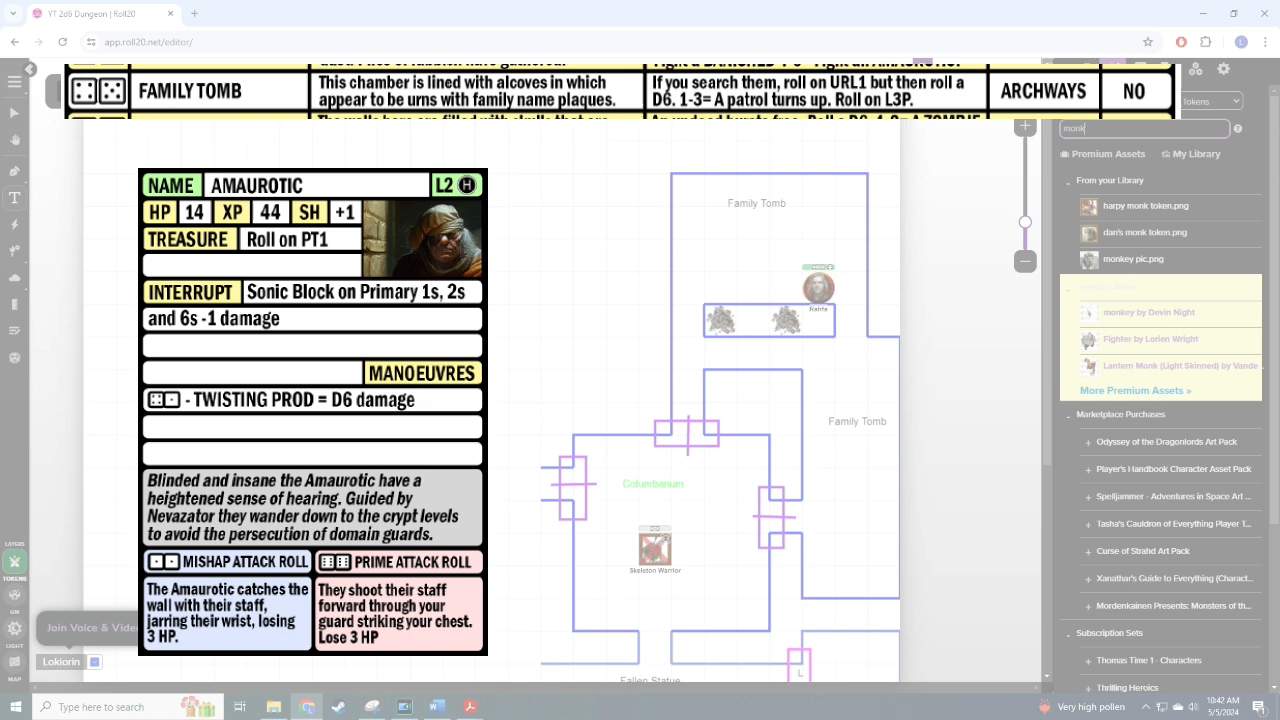 YT 2d6 Dungeon | Roll20
app.roll20.net/editor/
FAMILY TOMB
This chamber is lined with alcoves in which
appear to be urns with family name plaques.
If you search them, roll on URL1 but then roll a
D6. 1-3= A patrol turns up. Roll on L3P.
ARCHWAYS
NO
Tokens
monk
Premium Assets
My Library
From your Library
harpy monk token.png
dan's monk token.png
monkey pic.png
monkey by Devin Night
Fighter by Lorien Wright
Lantern Monk (Light Skinned) by Vande
More Premium Assets »
Marketplace Purchases
Odyssey of the Dragonlords Art Pack
Player's Handbook Character Asset Pack
Spelljammer - Adventures in Space Art ...
Tasha's Cauldron of Everything Player T...
Curse of Strahd Art Pack
Xanathar's Guide to Everything (Charact...
Mordenkainen Presents: Monsters of th...
Subscription Sets
Thomas Time 1 - Characters
Thrilling Heroics
NAME AMAUROTIC L2 H
HP 14 XP 44 SH +1
TREASURE Roll on PT1
INTERRUPT Sonic Block on Primary 1s, 2s
and 6s -1 damage
MANOEUVRES
- TWISTING PROD = D6 damage
Blinded and insane the Amaurotic have a
heightened sense of hearing. Guided by
Nevazator they wander down to the crypt levels
to avoid the persecution of domain guards.
MISHAP ATTACK ROLL
The Amaurotic catches the
wall with their staff,
jarring their wrist, losing
3 HP.
PRIME ATTACK ROLL
They shoot their staff
forward through your
guard striking your chest.
Lose 3 HP
Family Tomb
Family Tomb
Columbarium
Skeleton Warrior
Fallen Statue
L
LAYERS
TOKENS
GM
LIGHT
MAP
Join Voice & Video
Lokiorin
Type here to search
10:42 AM
5/5/2024